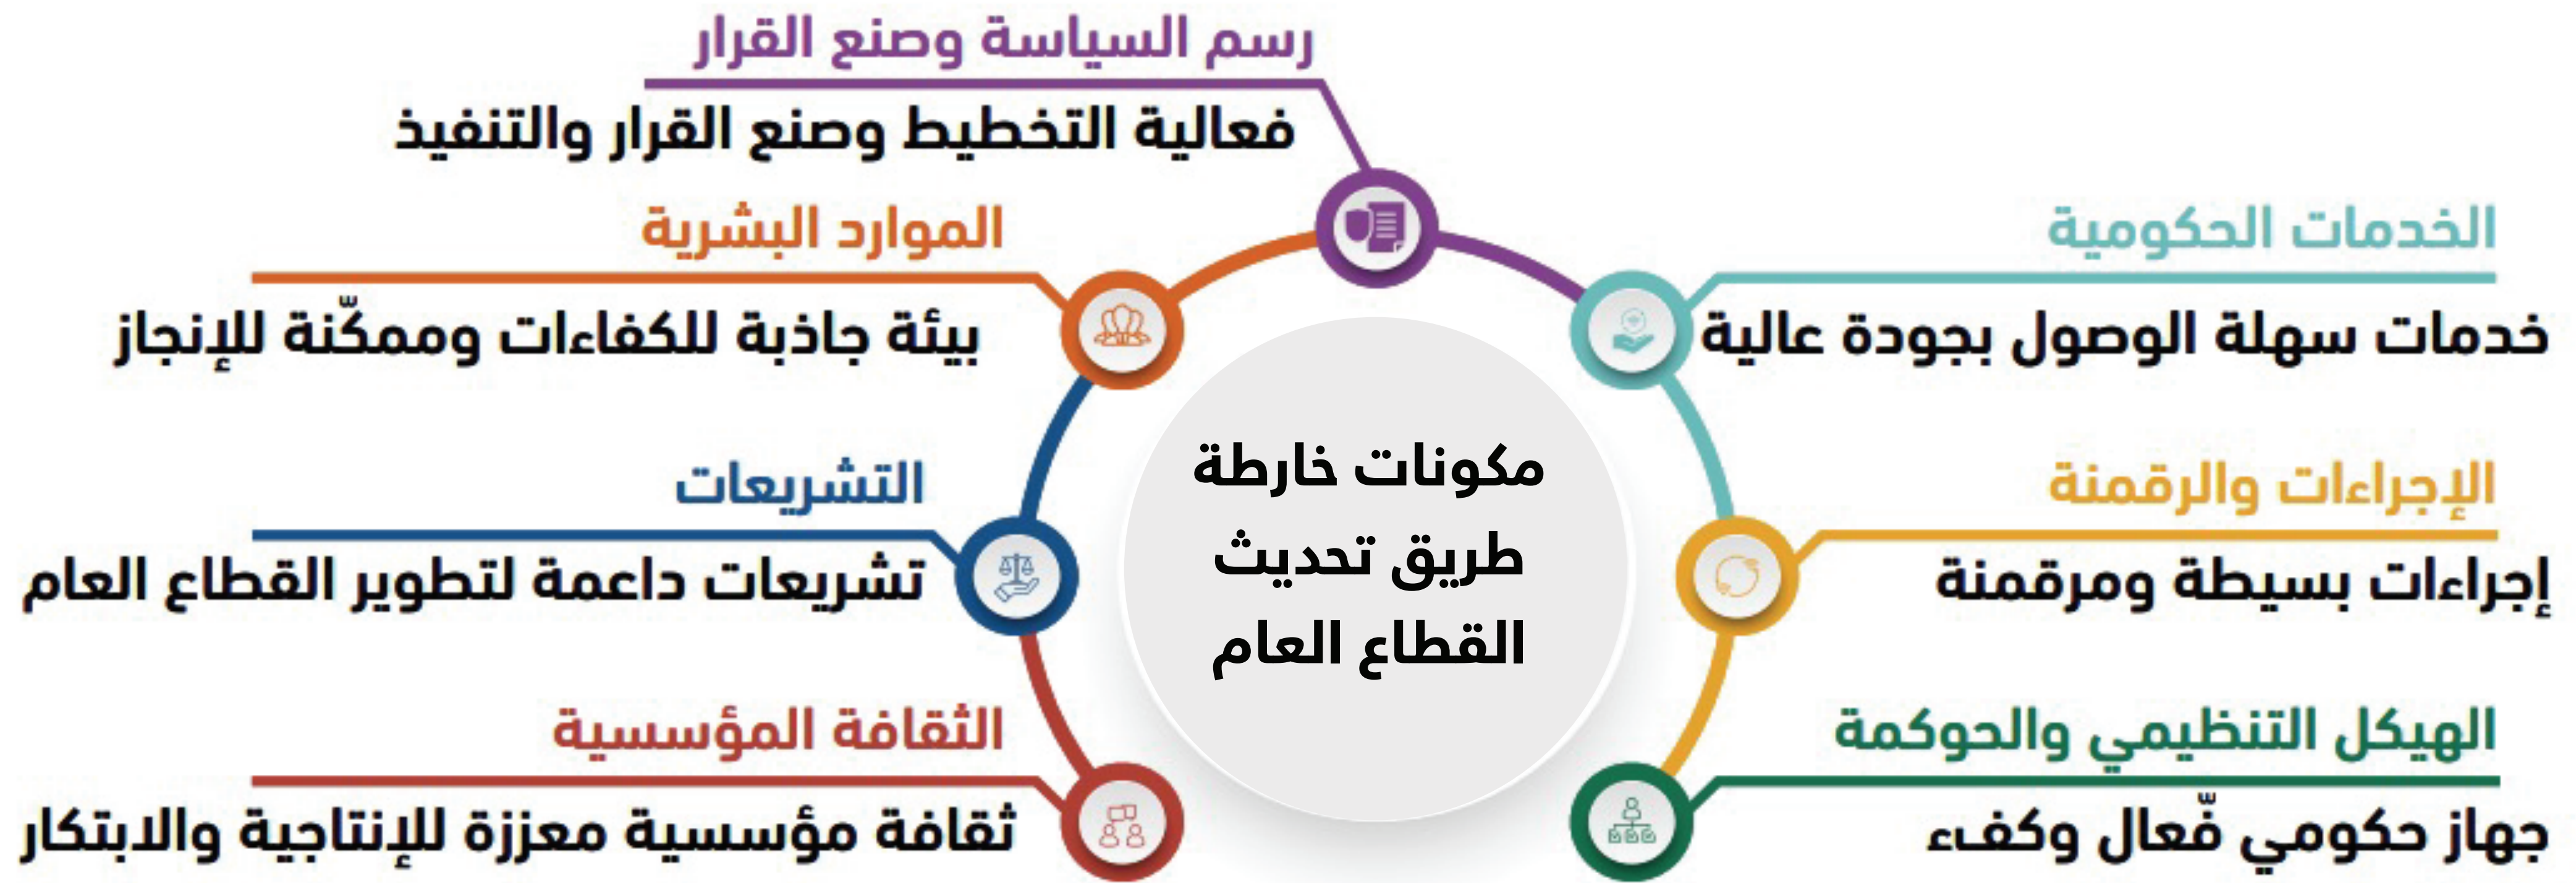 رسم السياسة وصنع القرار
فعالية التخطيط وصنع القرار والتنفيذ
الخدمات الحكومية
خدمات سهلة الوصول بجودة عالية
الإجراءات والرقمنة
إجراءات بسيطة ومرقمنة
الهيكل التنظيمي والحوكمة
جهاز حكومي فّعال وكفء
مكونات خارطة
طريق تحديث
القطاع العام
الموارد البشرية
بيئة جاذبة للكفاءات وممكّنة للإنجاز
التشريعات
تشريعات داعمة لتطوير القطاع العام
الثقافة المؤسسية
ثقافة مؤسسية معززة للإنتاجية والابتكار